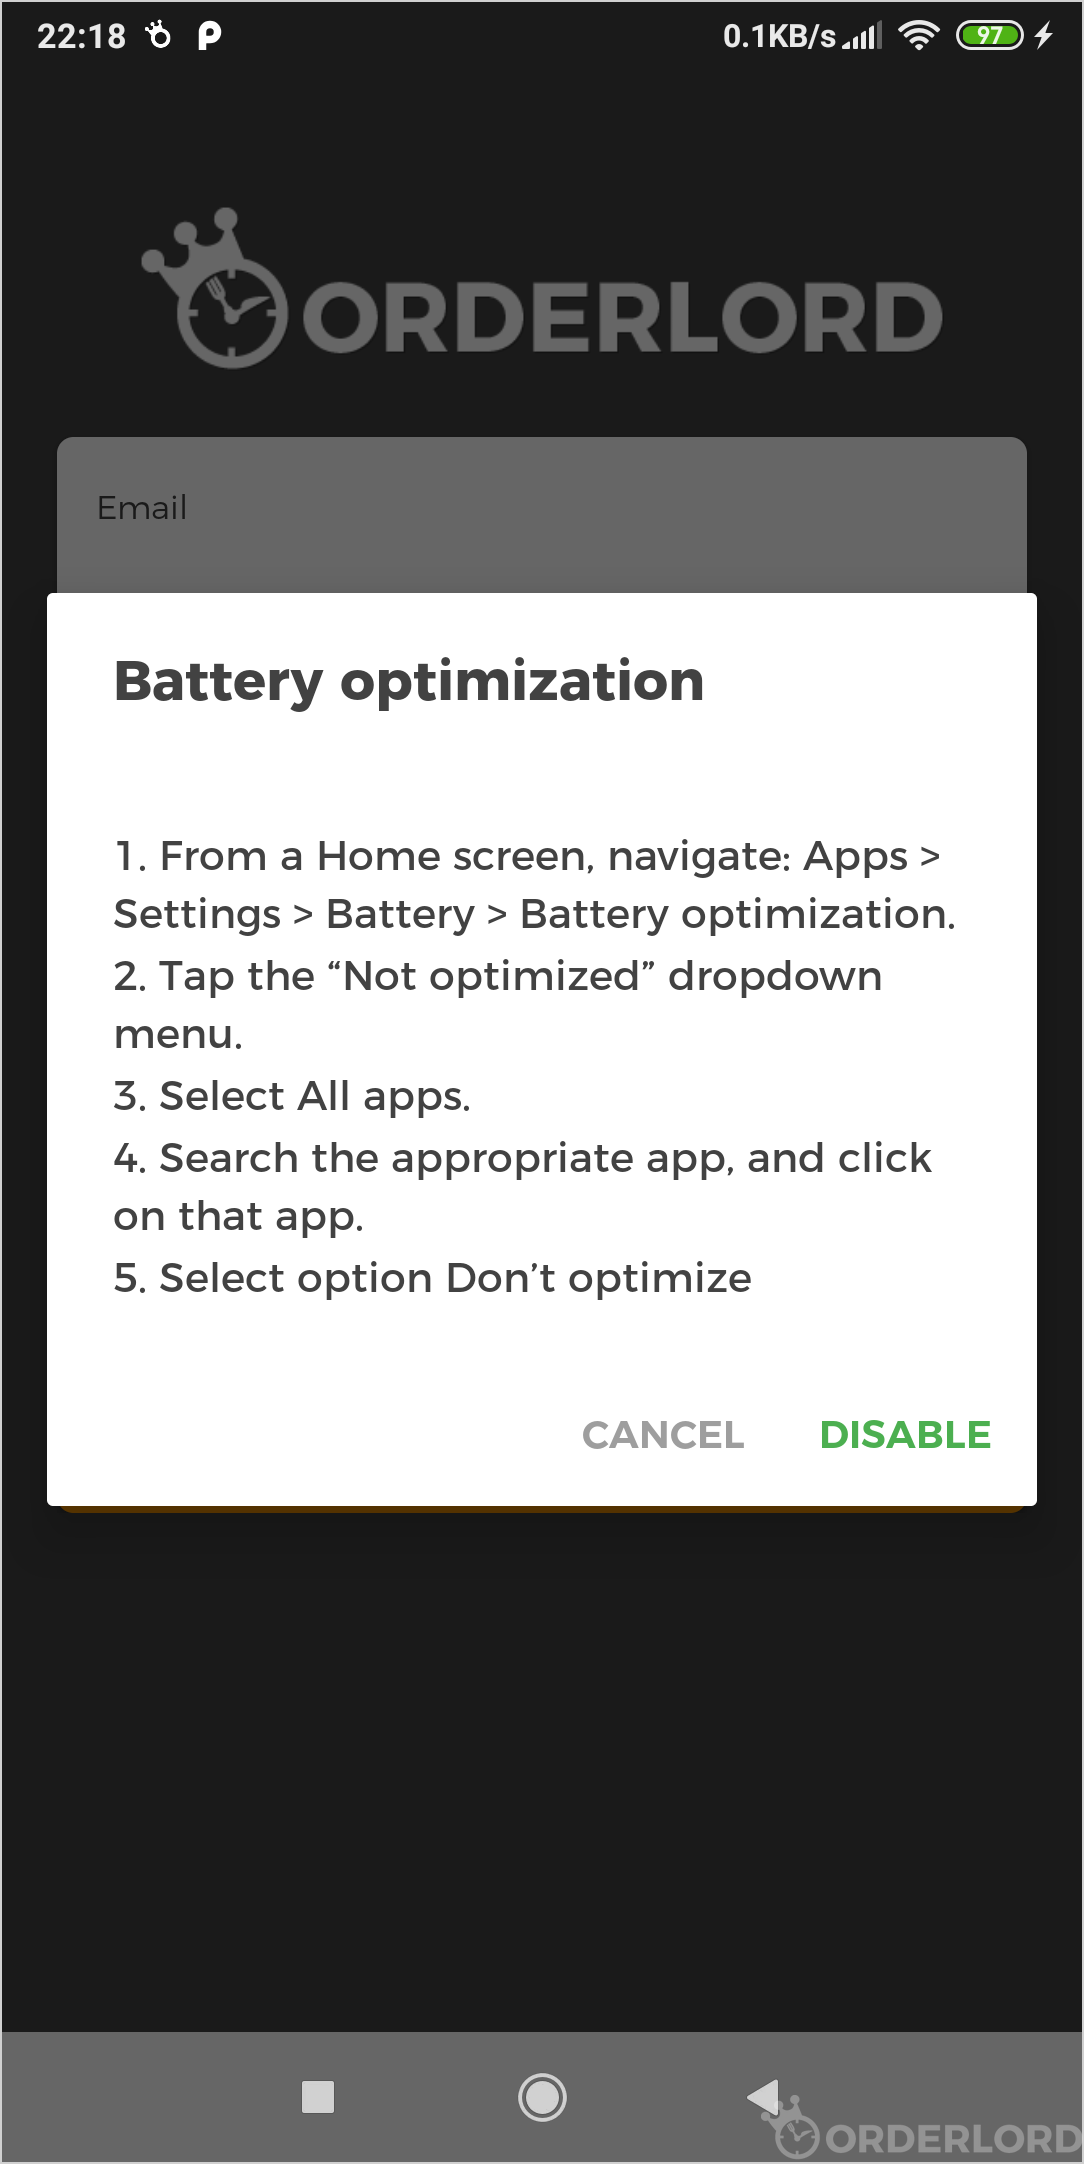 22:18 0.1KB/s 97
ORDERLORD
Email
Battery optimization
1. From a Home screen, navigate: Apps >
Settings > Battery > Battery optimization.
2. Tap the “Not optimized” dropdown
menu.
3. Select All apps.
4. Search the appropriate app, and click
on that app.
5. Select option Don’t optimize
CANCEL DISABLE
ORDERLORD